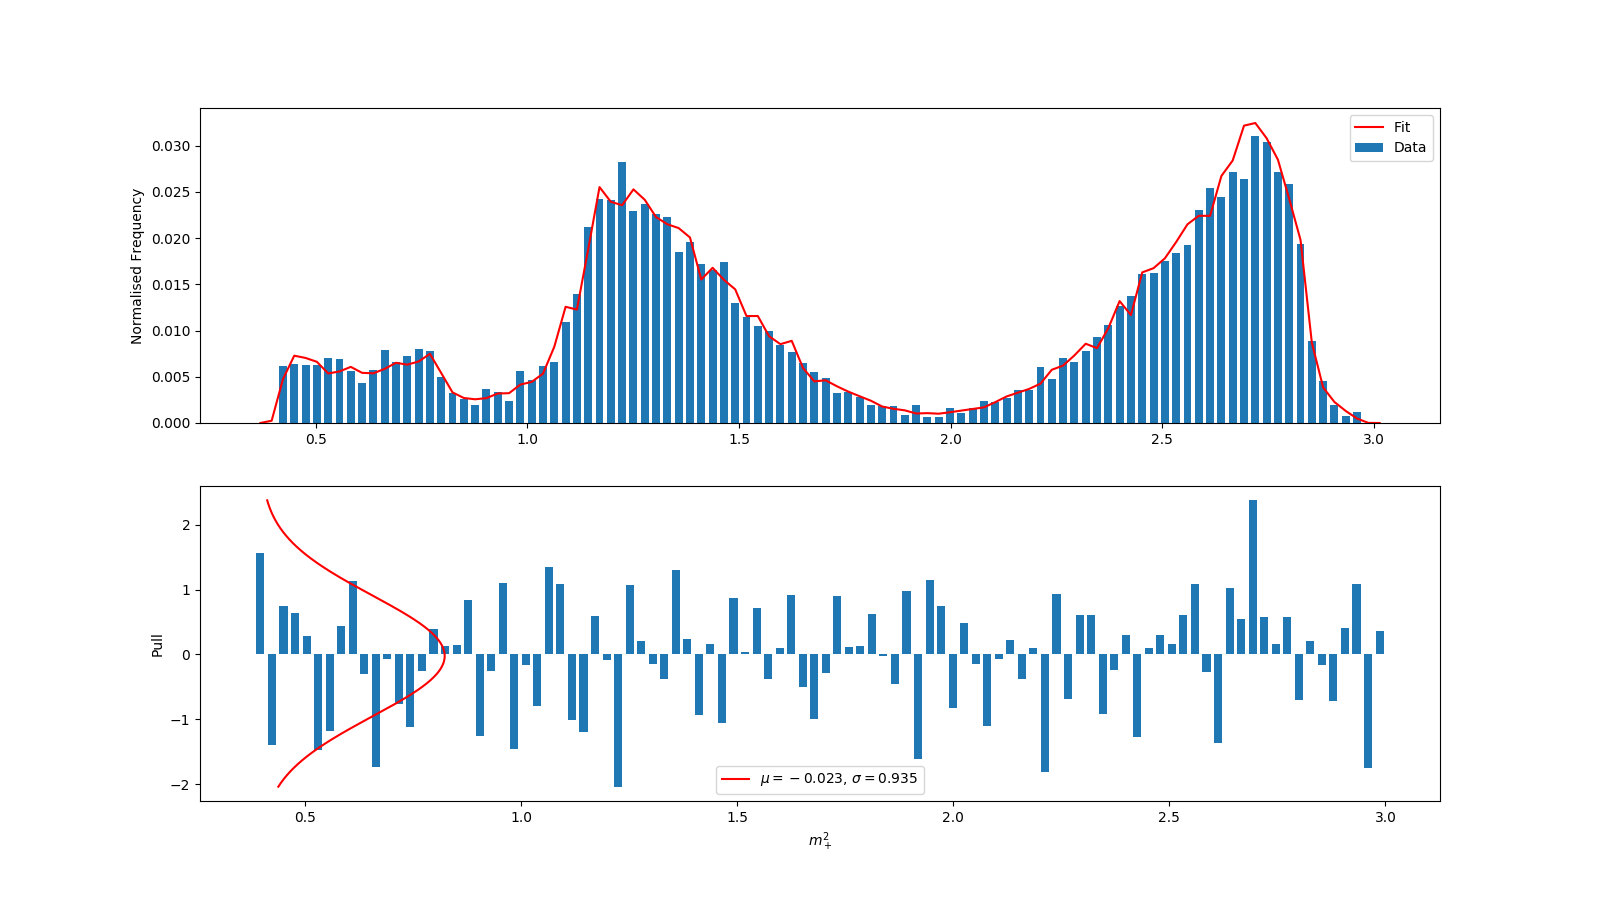 0.030
0.025
0.020
0.015
0.010
0.005
0.000
Normalised Frequency
Fit
Data
0.5 1.0 1.5 2.0 2.5 3.0
2
1
0
−1
−2
Pull
μ = −0.023, σ = 0.935
0.5 1.0 1.5 2.0 2.5 3.0
m²₊